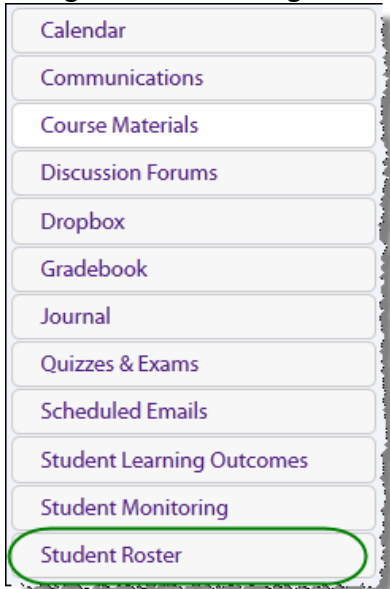 Calendar
Communications
Course Materials
Discussion Forums
Dropbox
Gradebook
Journal
Quizzes & Exams
Scheduled Emails
Student Learning Outcomes
Student Monitoring
Student Roster